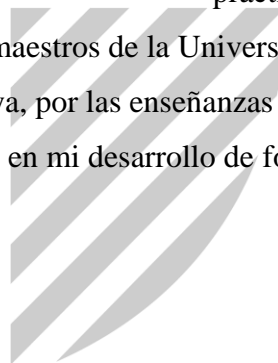 maestros de la Univers
va, por las enseñanzas
en mi desarrollo de fo